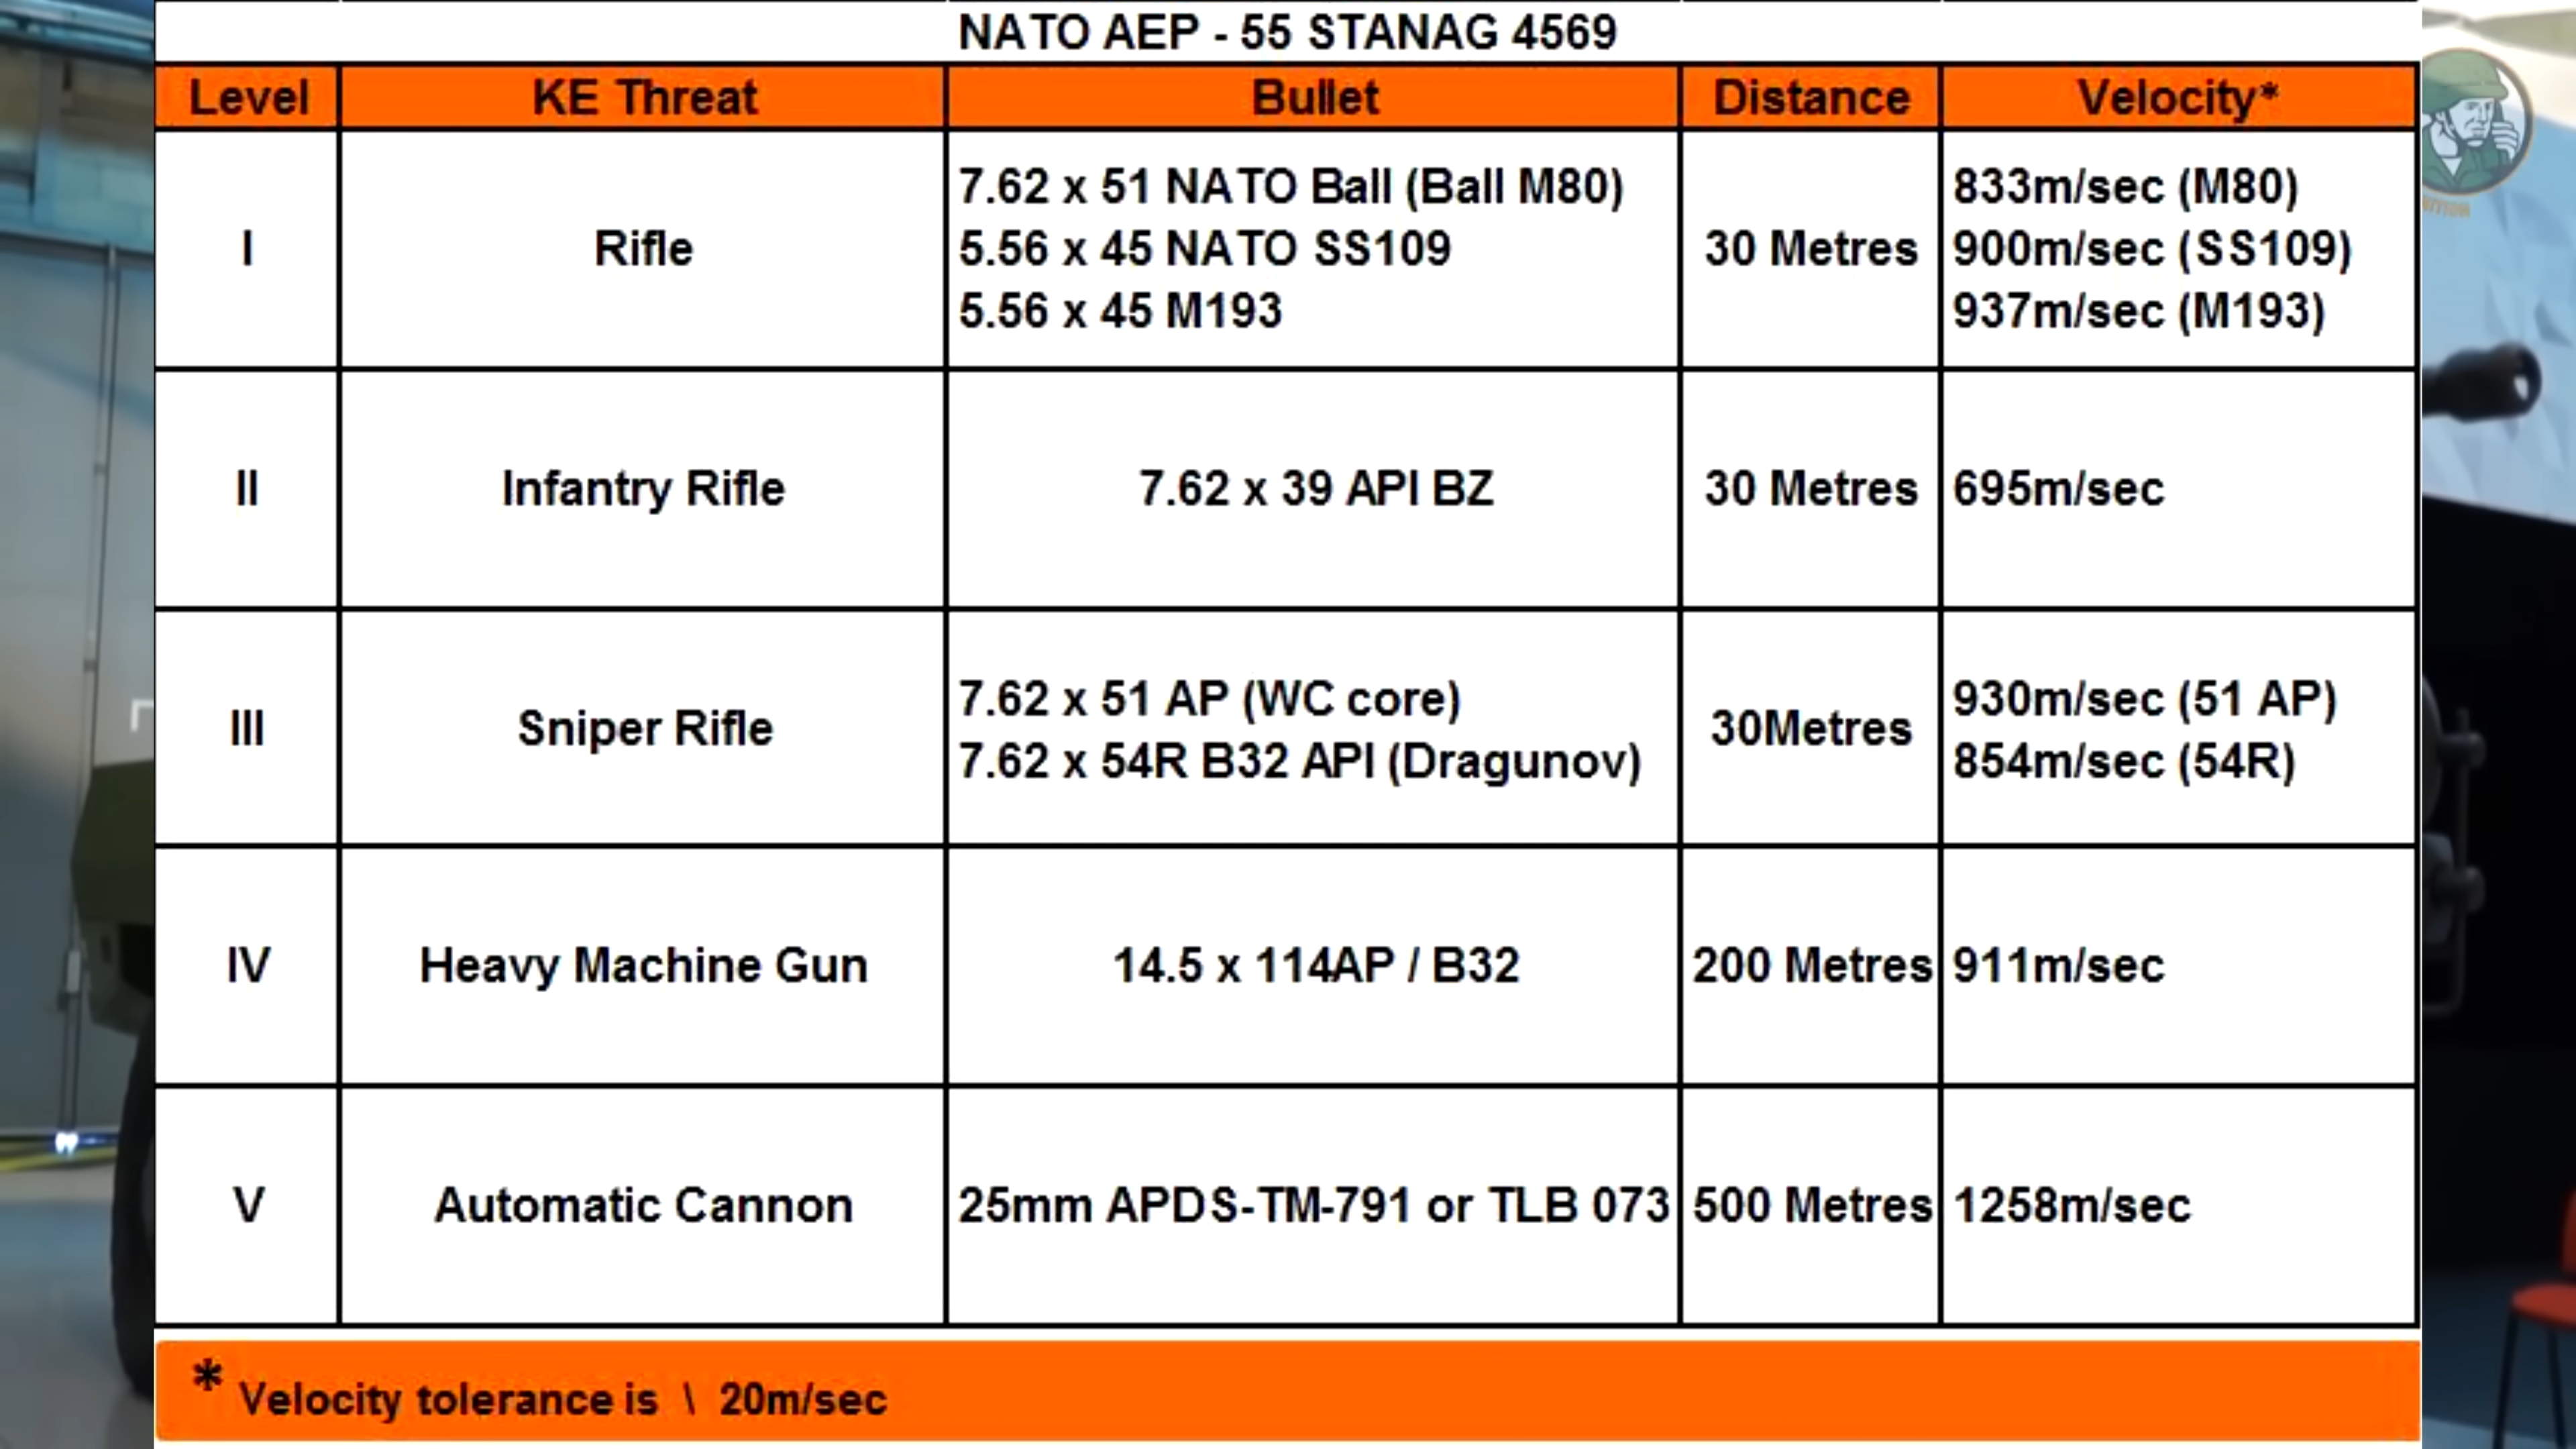 NATO AEP - 55 STANAG 4569
Level KE Threat Bullet Distance Velocity*
I Rifle 7.62 x 51 NATO Ball (Ball M80) 30 Metres 833m/sec (M80)
5.56 x 45 NATO SS109 900m/sec (SS109)
5.56 x 45 M193 937m/sec (M193)
II Infantry Rifle 7.62 x 39 API BZ 30 Metres 695m/sec
III Sniper Rifle 7.62 x 51 AP (WC core) 30Metres 930m/sec (51 AP)
7.62 x 54R B32 API (Dragunov) 854m/sec (54R)
IV Heavy Machine Gun 14.5 x 114AP / B32 200 Metres 911m/sec
V Automatic Cannon 25mm APDS-TM-791 or TLB 073 500 Metres 1258m/sec
* Velocity tolerance is \ 20m/sec